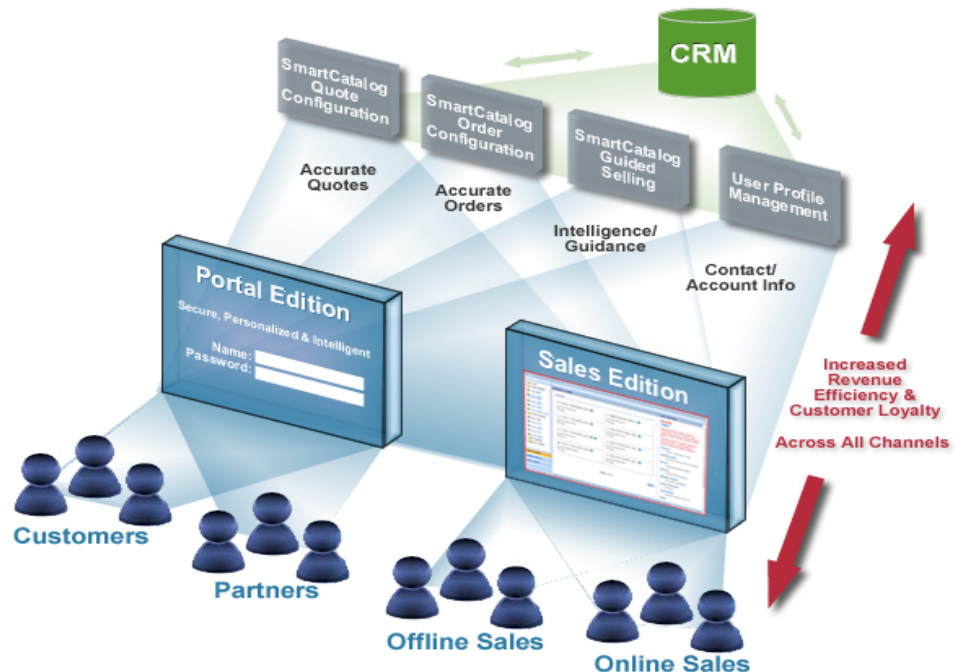 CRM
SmartCatalog
Quote
Configuration
SmartCatalog
Order
Configuration
SmartCatalog
Guided
Selling
User Profile
Management
Accurate
Quotes
Accurate
Orders
Intelligence/
Guidance
Contact/
Account Info
Portal Edition
Secure, Personalized & Intelligent
Name:
Password:
Sales Edition
Increased
Revenue
Efficiency &
Customer Loyalty
Across All Channels
Customers
Partners
Offline Sales
Online Sales